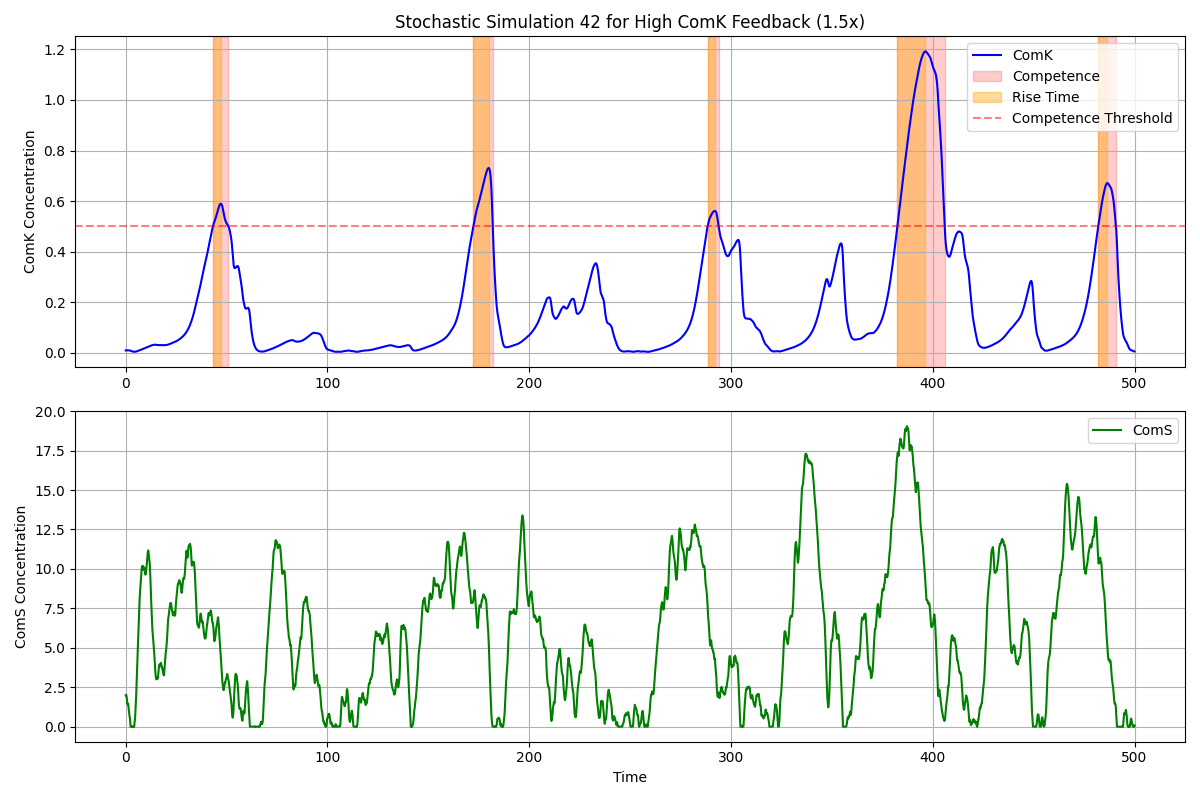 Stochastic Simulation 42 for High ComK Feedback (1.5x)
ComK Concentration
1.2
1.0
0.8
0.6
0.4
0.2
0.0
ComK
Competence
Rise Time
Competence Threshold
0 100 200 300 400 500
ComS Concentration
20.0
17.5
15.0
12.5
10.0
7.5
5.0
2.5
0.0
ComS
0 100 200 300 400 500
Time